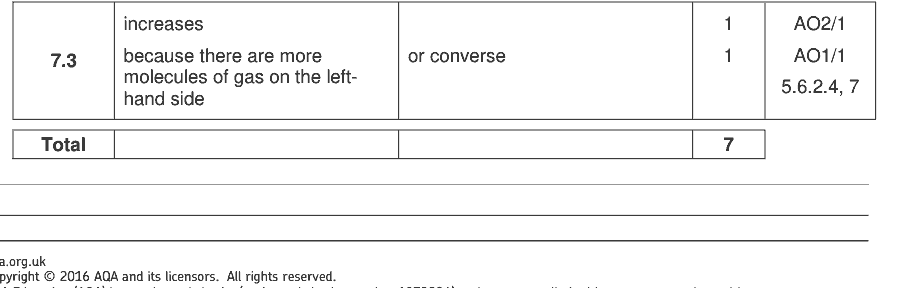 increases 1 AO2/1
7.3 because there are more or converse 1 AO1/1
molecules of gas on the left-
hand side 5.6.2.4, 7
Total 7
a.org.uk
pyright © 2016 AQA and its licensors. All rights reserved.